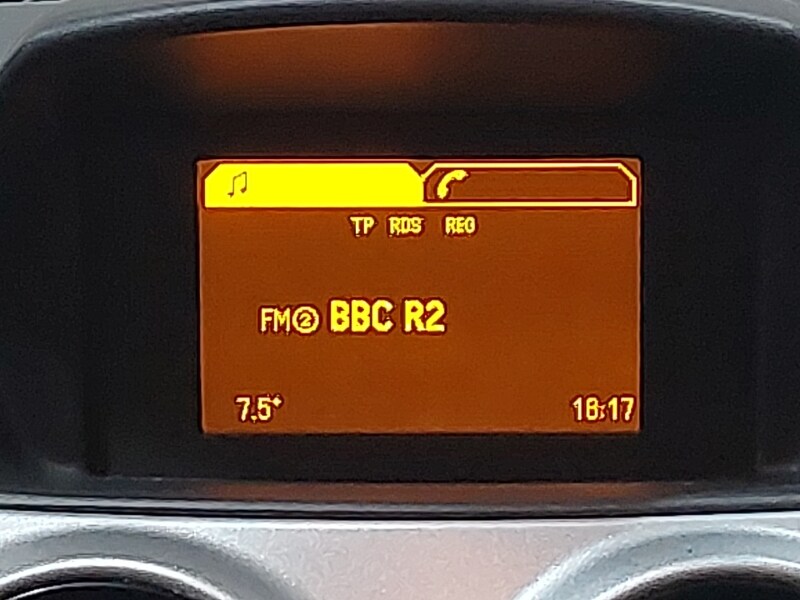 TP RDS REG
FM② BBC R2
7.5° 16:17